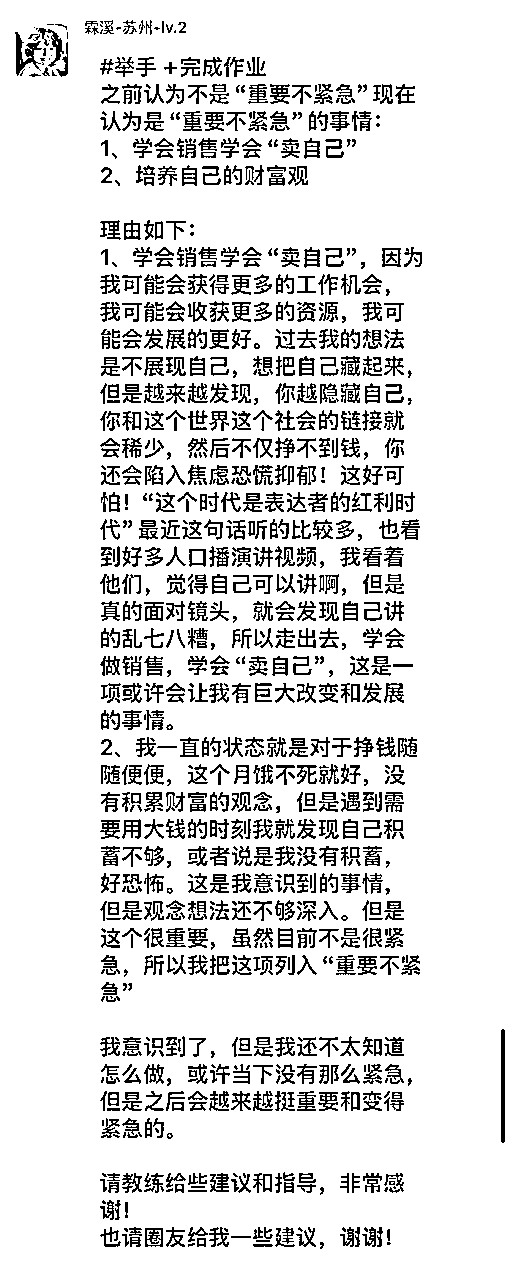 霖溪-苏州-lv.2
#举手 +完成作业
之前认为不是“重要不紧急”现在
认为是“重要不紧急”的事情：
1、学会销售学会“卖自己”
2、培养自己的财富观
理由如下：
1、学会销售学会“卖自己”，因为
我可能会获得更多的工作机会，
我可能会收获更多的资源，我可
能会发展的更好。过去我的想法
是不展现自己，想把自己藏起来，
但是越来越发现，你越隐藏自己，
你和这个世界这个社会的链接就
会稀少，然后不仅挣不到钱，你
还会陷入焦虑恐慌抑郁！这好可
怕！“这个时代是表达者的红利时
代”最近这句话听的比较多，也看
到好多人口播演讲视频，我看着
他们，觉得自己可以讲啊，但是
真的面对镜头，就会发现自己讲
的乱七八糟，所以走出去，学会
做销售，学会“卖自己”，这是一
项或许会让我有巨大改变和发展
的事情。
2、我一直的状态就是对于挣钱随
随便便，这个月饿不死就好，没
有积累财富的观念，但是遇到需
要用大钱的时刻我就发现自己积
蓄不够，或者说是我没有积蓄，
好恐怖。这是我意识到的事情，
但是观念想法还不够深入。但是
这个很重要，虽然目前不是很紧
急，所以我把这项列入“重要不紧
急”
我意识到了，但是我还不太知道
怎么做，或许当下没有那么紧急，
但是之后会越来越挺重要和变得
紧急的。
请教练给些建议和指导，非常感
谢！
也请圈友给我一些建议，谢谢！